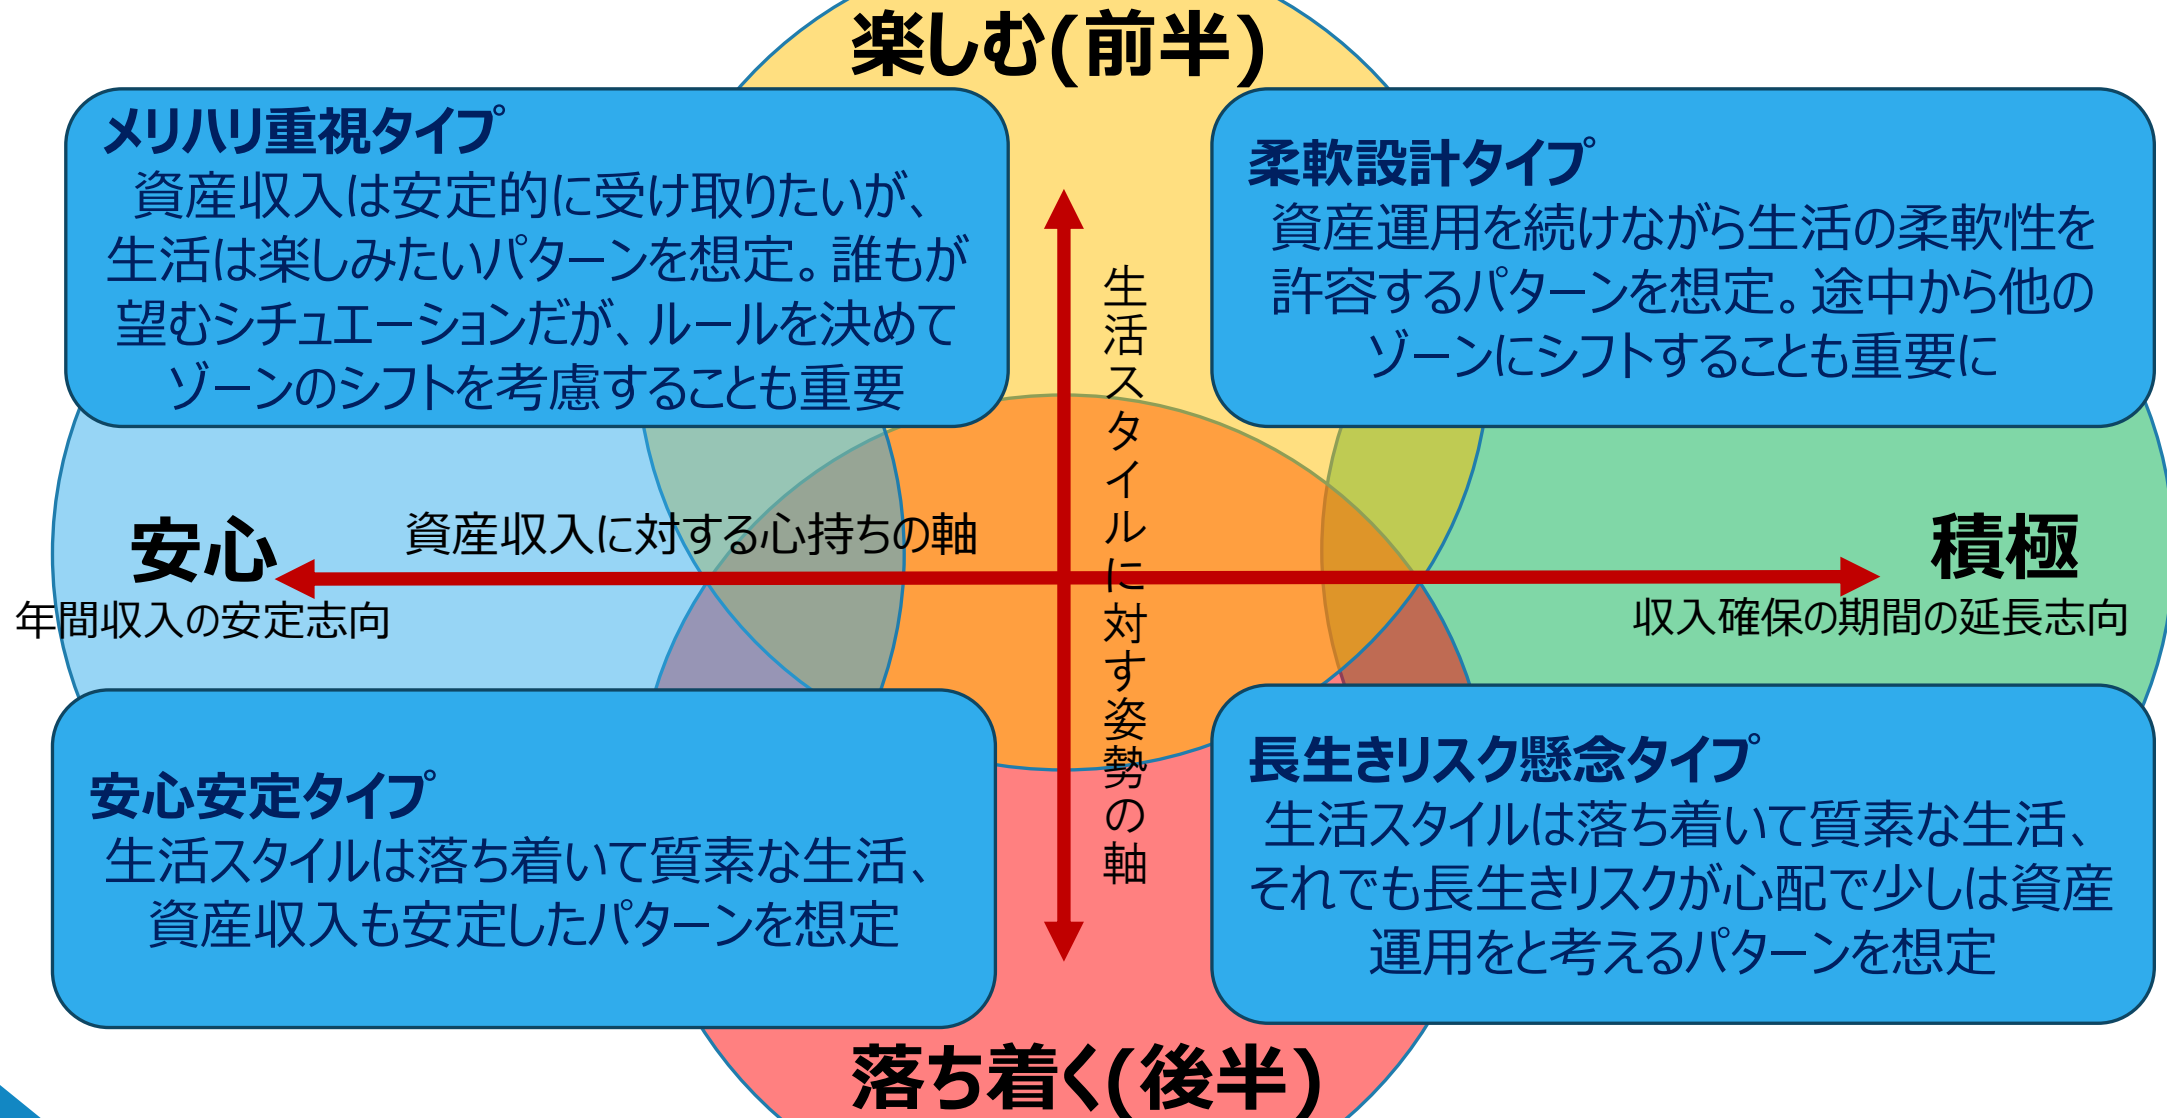 楽しむ(前半)
メリハリ重視タイプ
資産収入は安定的に受け取りたいが、
生活は楽しみたいパターンを想定。誰もが
望むシチュエーションだが、ルールを決めて
ゾーンのシフトを考慮することも重要
柔軟設計タイプ
資産運用を続けながら生活の柔軟性を
許容するパターンを想定。途中から他の
ゾーンにシフトすることも重要に
生活スタイルに対す姿勢の軸
安心
年間収入の安定志向
資産収入に対する心持ちの軸
積極
収入確保の期間の延長志向
安心安定タイプ
生活スタイルは落ち着いて質素な生活、
資産収入も安定したパターンを想定
長生きリスク懸念タイプ
生活スタイルは落ち着いて質素な生活、
それでも長生きリスクが心配で少しは資産
運用をと考えるパターンを想定
落ち着く(後半)